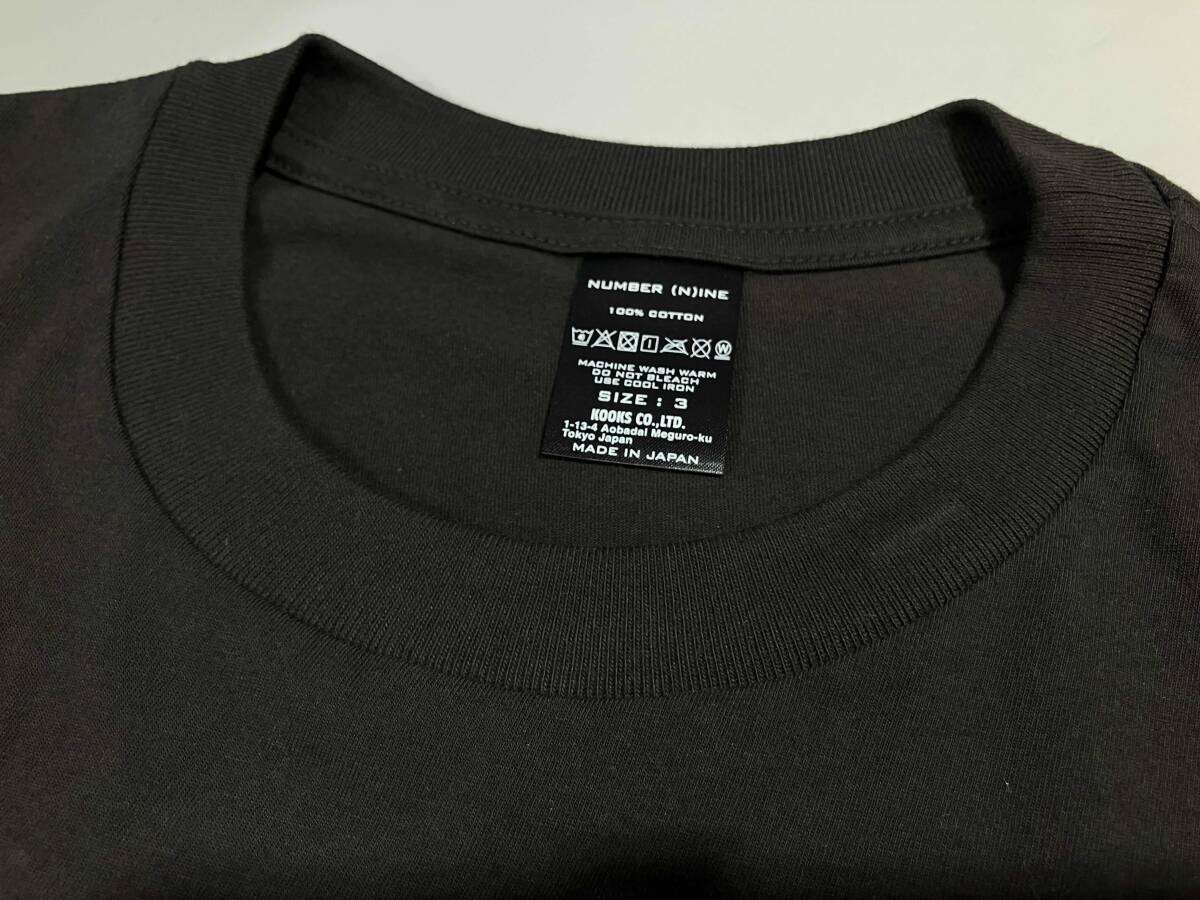 NUMBER (N)INE
100% COTTON
MACHINE WASH WARM
DO NOT BLEACH
USE COOL IRON
SIZE : 3
KOOKS CO.,LTD.
1-13-4 Aobadai Meguro-ku
Tokyo Japan
MADE IN JAPAN